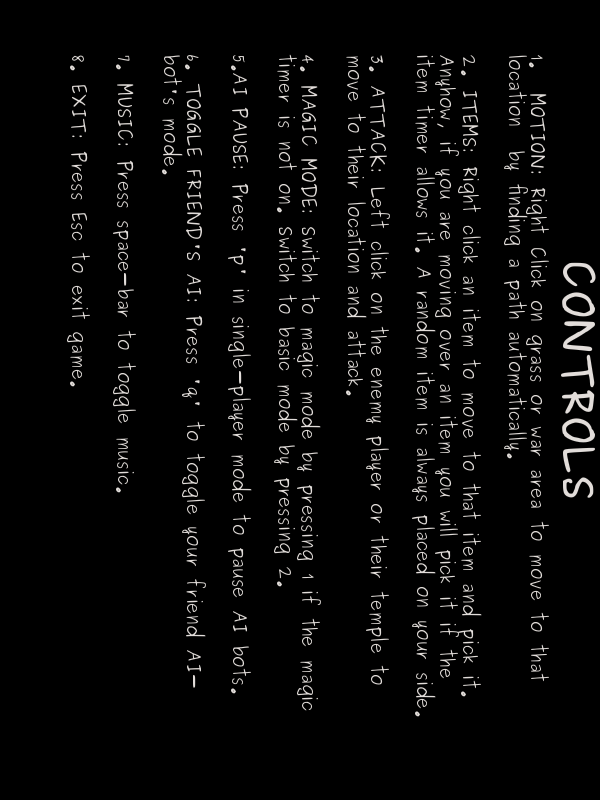 CONTROLS
1. MOTION: Right Click on grass or war area to move to that
location by finding a path automatically.
2. ITEMS: Right click an item to move to that item and pick it.
Anyhow, if you are moving over an item you will pick it if the
item timer allows it. A random item is always placed on your side.
3. ATTACK: Left click on the enemy player or their temple to
move to their location and attack.
4. MAGIC MODE: Switch to magic mode by pressing 1 if the magic
timer is not on. Switch to basic mode by pressing 2.
5.AI PAUSE: Press 'p' in single-player mode to pause AI bots.
6. TOGGLE FRIEND'S AI: Press 'q' to toggle your friend AI-
bot's mode.
7. MUSIC: Press space-bar to toggle music.
8. EXIT: Press Esc to exit game.